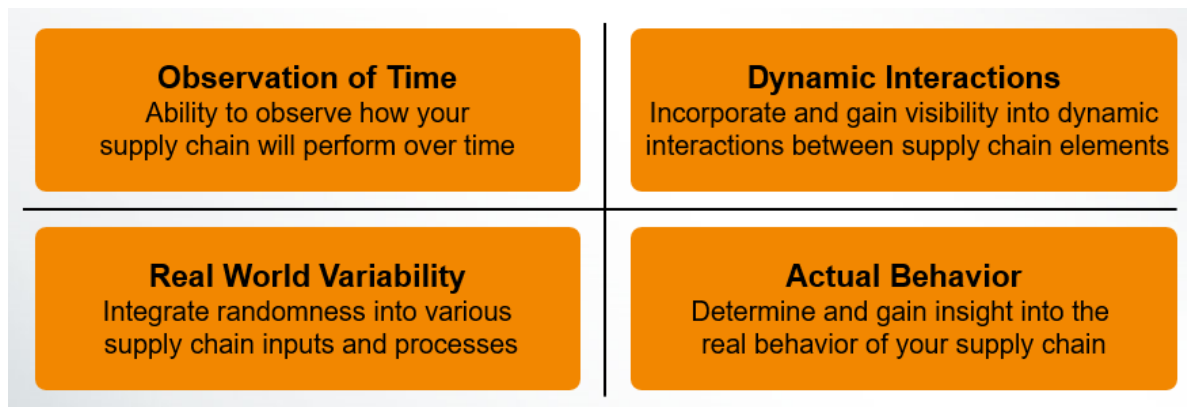 Observation of Time
Ability to observe how your
supply chain will perform over time
Dynamic Interactions
Incorporate and gain visibility into dynamic
interactions between supply chain elements
Real World Variability
Integrate randomness into various
supply chain inputs and processes
Actual Behavior
Determine and gain insight into the
real behavior of your supply chain